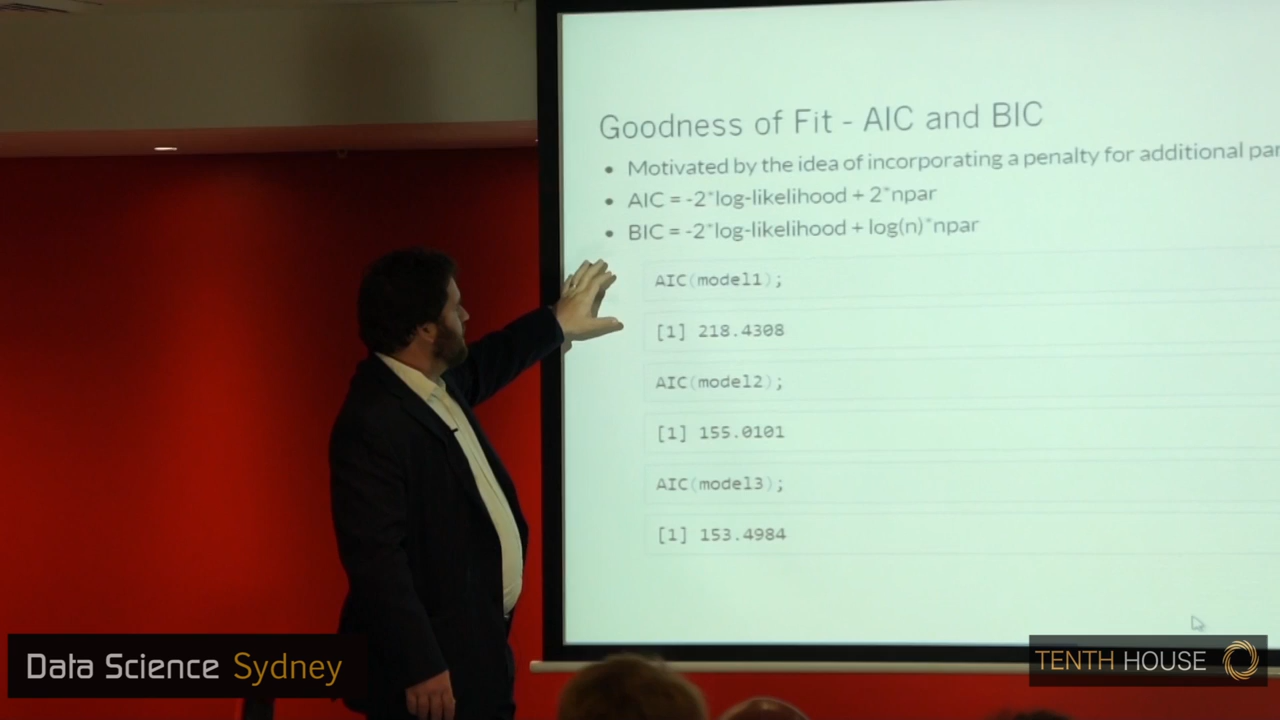 Goodness of Fit - AIC and BIC
• Motivated by the idea of incorporating a penalty for additional
• AIC = -2*log-likelihood + 2*npar
• BIC = -2*log-likelihood + log(n)*npar
AIC(model1);
[1] 218.4308
AIC(model2);
[1] 155.0101
AIC(model3);
[1] 153.4984
Data Science Sydney
TENTH HOUSE